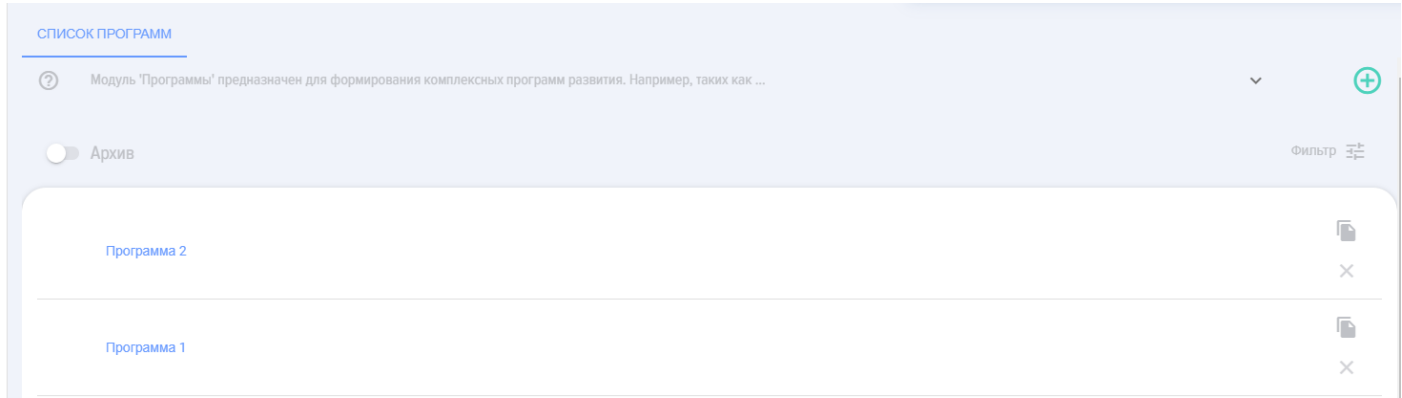 СПИСОК ПРОГРАММ
Модуль 'Программы' предназначен для формирования комплексных программ развития. Например, таких как ...
Архив
Фильтр
Программа 2
Программа 1